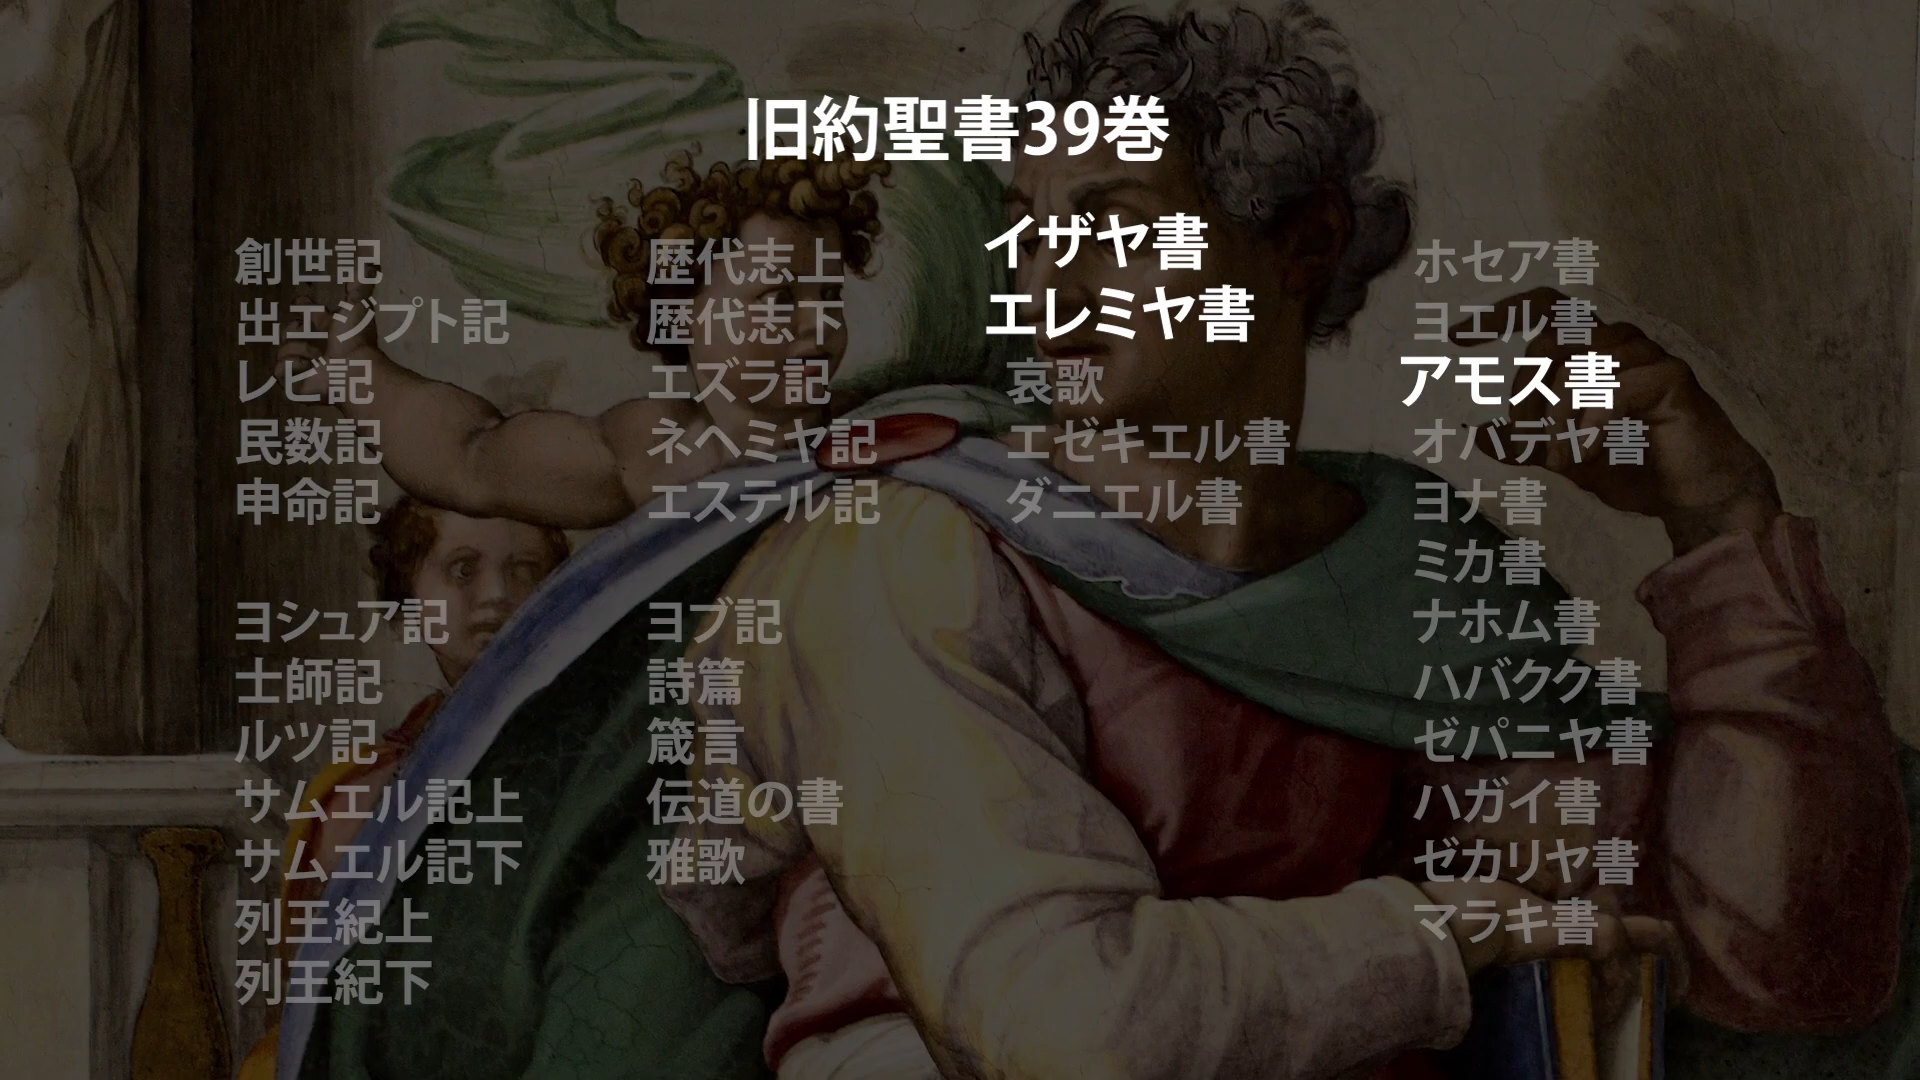 旧約聖書39巻
創世記
出エジプト記
レビ記
民数記
申命記
ヨシュア記
士師記
ルツ記
サムエル記上
サムエル記下
列王紀上
列王紀下
歴代志上
歴代志下
エズラ記
ネヘミヤ記
エステル記
ヨブ記
詩篇
箴言
伝道の書
雅歌
イザヤ書
エレミヤ書
哀歌
エゼキエル書
ダニエル書
ホセア書
ヨエル書
アモス書
オバデヤ書
ヨナ書
ミカ書
ナホム書
ハバクク書
ゼパニヤ書
ハガイ書
ゼカリヤ書
マラキ書